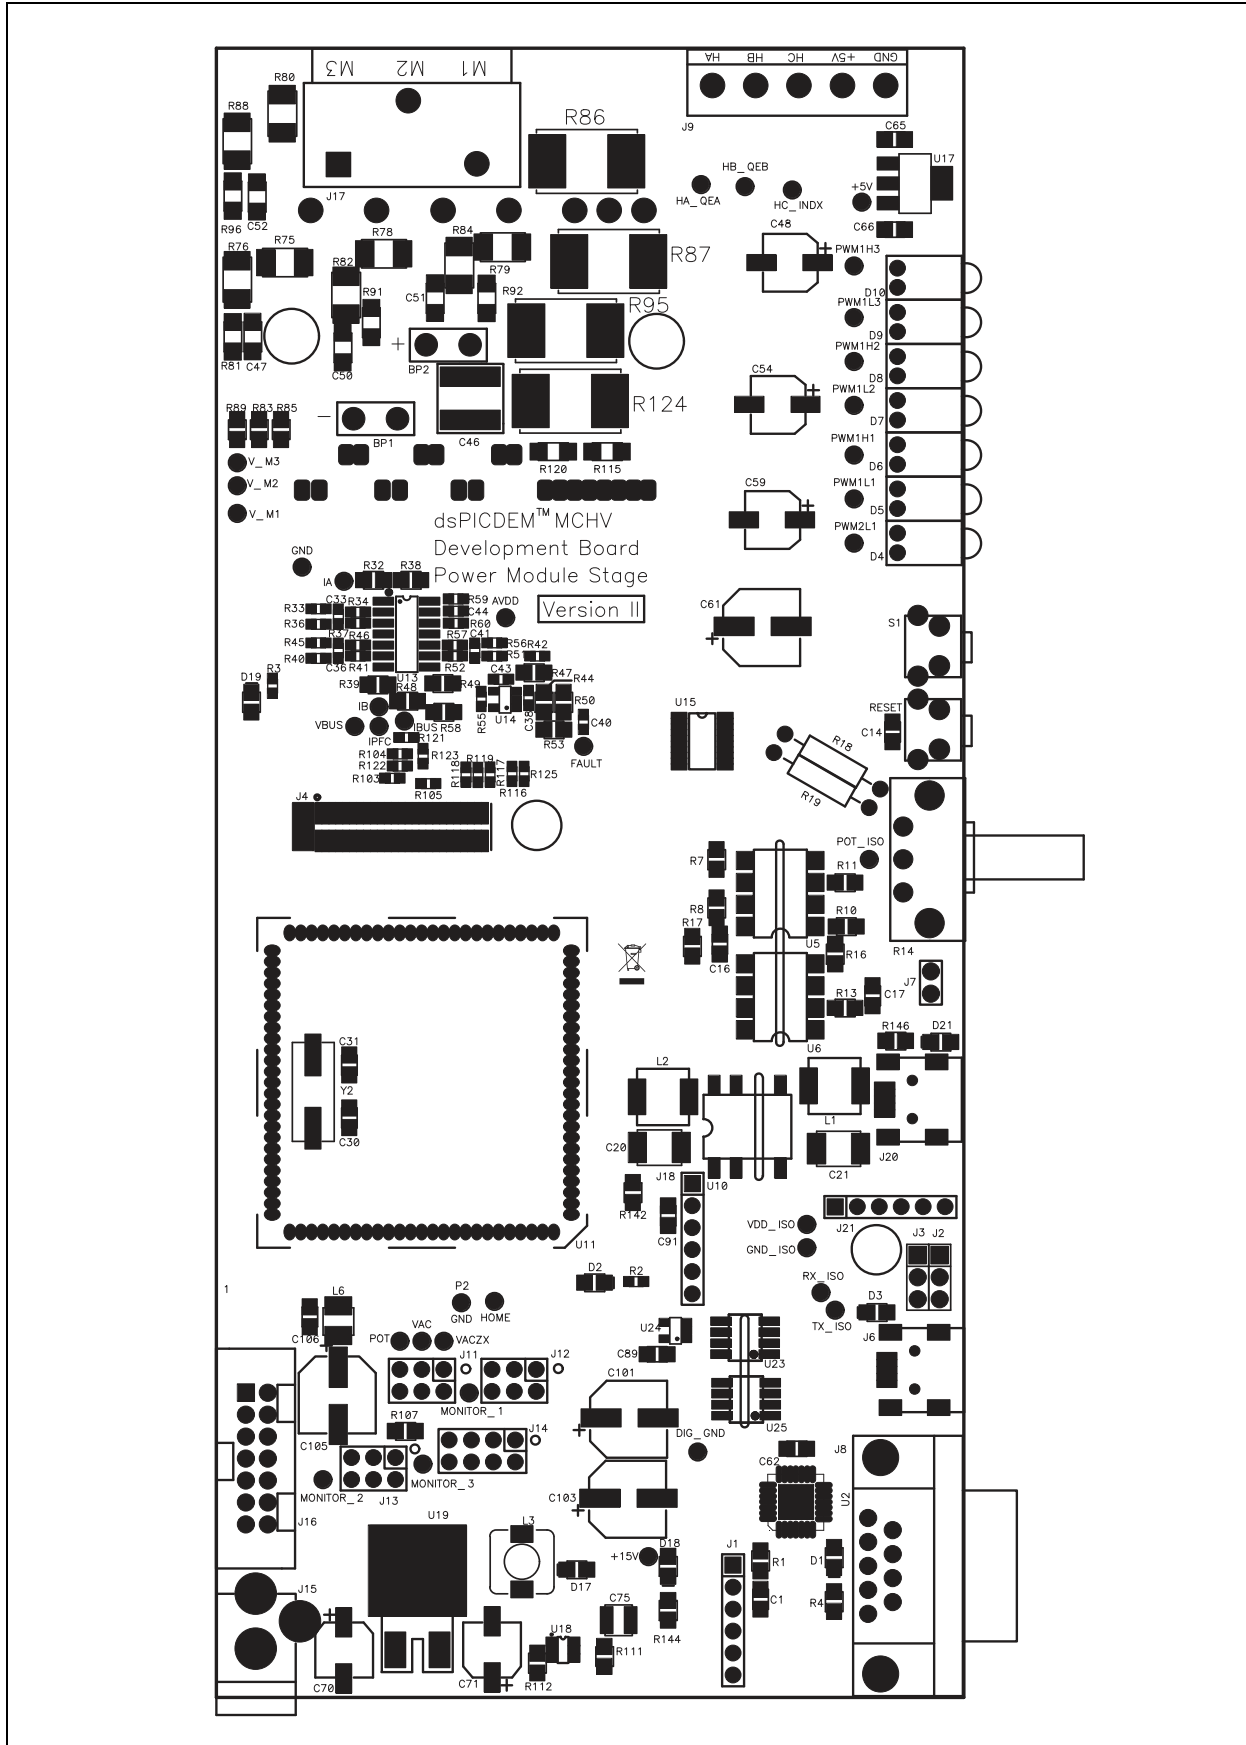 M3 M2 M1
HA HB HC +5V GND
R80
R88
R86
J9
C65
U17
HB_QEB
+5V
J17
HA_QEA
HC_INDX
R96
C52
C48
C66
R76
R75
R78
R84
PWM1H3
R87
R82
R79
R91
C51
R92
D10
PWM1L3
R95
+
D9
R81
C47
C50
BP2
PWM1H2
C54
D8
PWM1L2
R89
R83
R85
-
R124
D7
BP1
C46
PWM1H1
V_M3
R120
R115
D6
V_M2
C59
PWM1L1
V_M1
D5
dsPICDEM™ MCHV
Development Board
Power Module Stage
Version II
PWM2L1
D4
GND
IA
R32
R38
R33
C33
R34
R59
AVDD
C61
C44
R36
R60
S1
R37
R45
R46
R57
C41
R56
R42
R40
C36
R41
R52
R51
D19
R3
U13
C43
R47
R39
R48
R49
R44
IB
R50
RESET
VBUS
IBUS
R58
R55
U14
C38
C40
U15
C14
IPFC
R121
R53
R18
R104
R123
FAULT
R122
R118
R119
R117
R103
R105
R116
R125
R19
J4
POT_ISO
R7
R11
R8
R10
R17
C16
U5
R16
R14
J7
R13
C17
R146
D21
C31
Y2
C30
L2
U6
L1
C20
J18
C21
J20
R142
U10
C91
VDD_ISO
J21
GND_ISO
J3
J2
U11
D2
R2
RX_ISO
1
L6
P2
GND
HOME
D3
TX_ISO
C106
POT
VAC
VACZX
U24
J6
J11
J12
C89
U23
C101
R107
MONITOR_1
J14
U25
DIG_GND
C105
C62
J8
MONITOR_2
MONITOR_3
J13
C103
U2
J16
U19
L3
+15V
D18
J1
R1
D1
J15
D17
C75
C1
R4
U18
R144
R111
C70
C71
R112